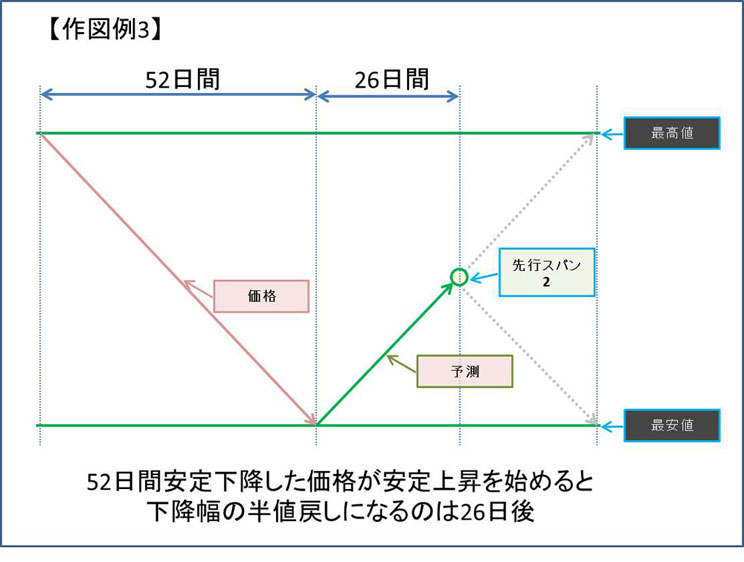 【作図例3】
52日間
26日間
最高値
先行スパン
2
価格
予測
最安値
52日間安定下降した価格が安定上昇を始めると
下降幅の半値戻しになるのは26日後